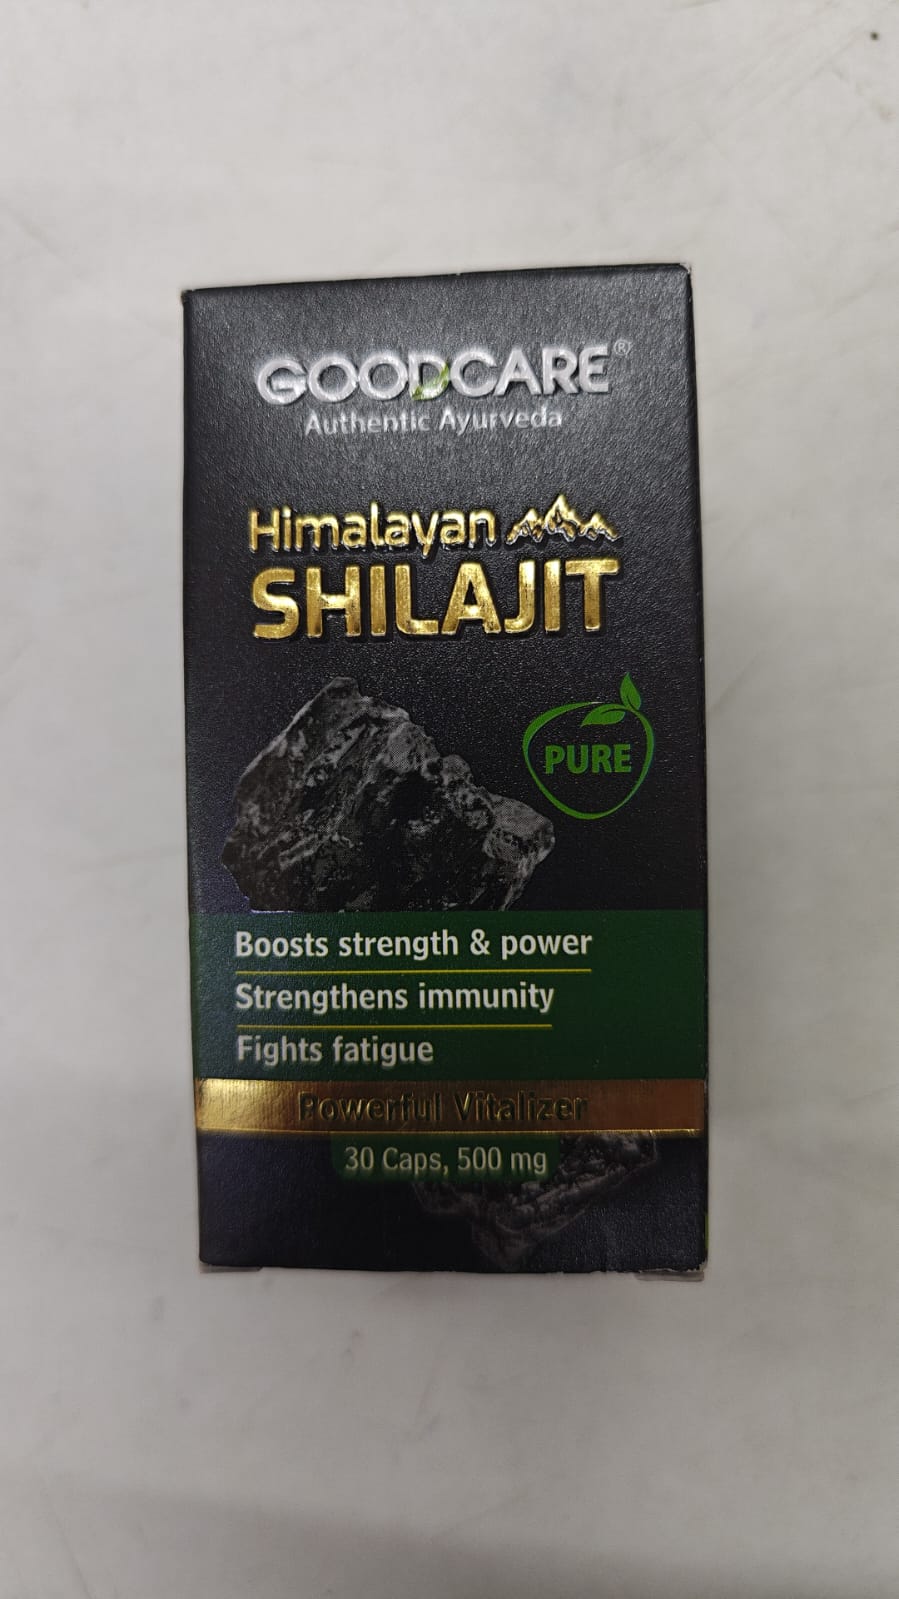 GOODCARE®
Authentic Ayurveda
Himalayan
SHILAJIT
PURE
Boosts strength & power
Strengthens immunity
Fights fatigue
Powerful Vitalizer
30 Caps, 500 mg